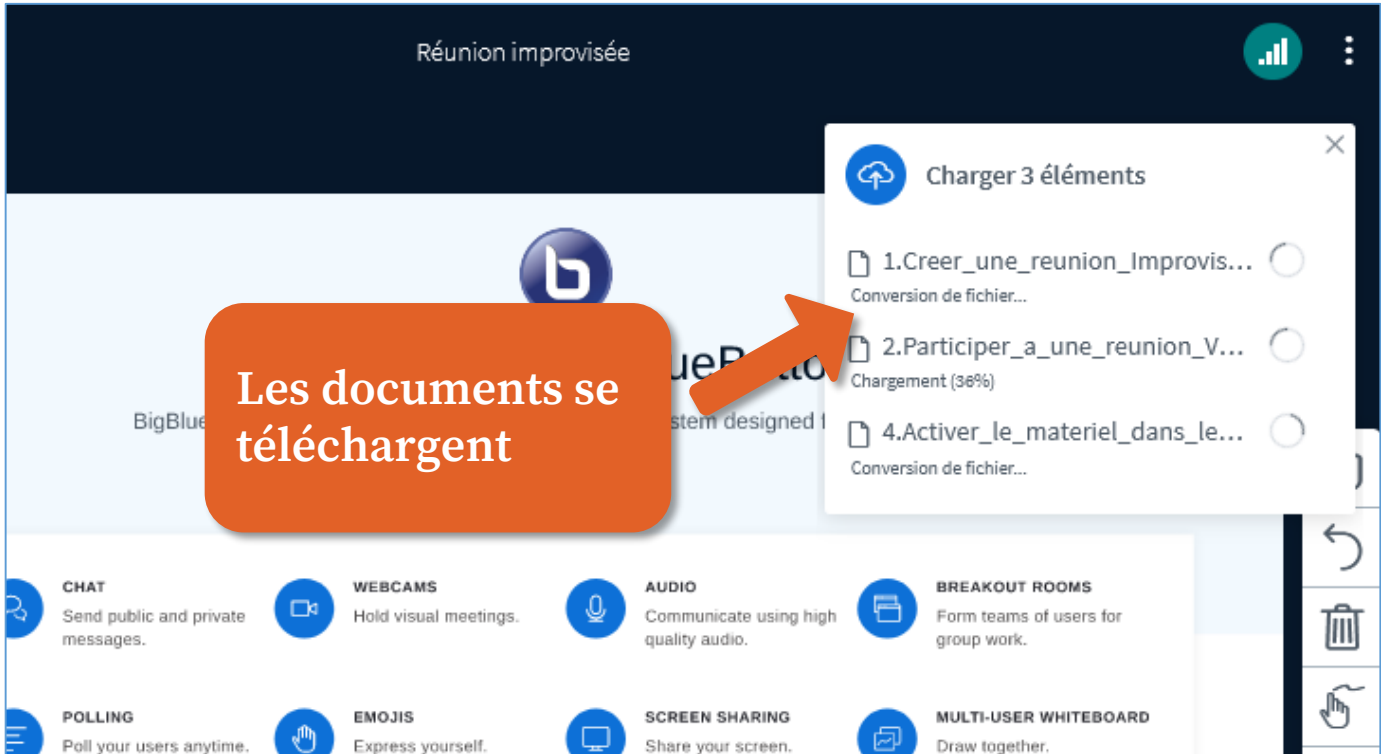 Réunion improvisée
Charger 3 éléments
1.Creer_une_reunion_Improvis...
Conversion de fichier...
2.Participer_a_une_reunion_V...
Chargement (36%)
4.Activer_le_materiel_dans_le...
Conversion de fichier...
Les documents se
téléchargent
CHAT
Send public and private
messages.
WEBCAMS
Hold visual meetings.
AUDIO
Communicate using high
quality audio.
BREAKOUT ROOMS
Form teams of users for
group work.
POLLING
Poll your users anytime.
EMOJIS
Express yourself.
SCREEN SHARING
Share your screen.
MULTI-USER WHITEBOARD
Draw together.